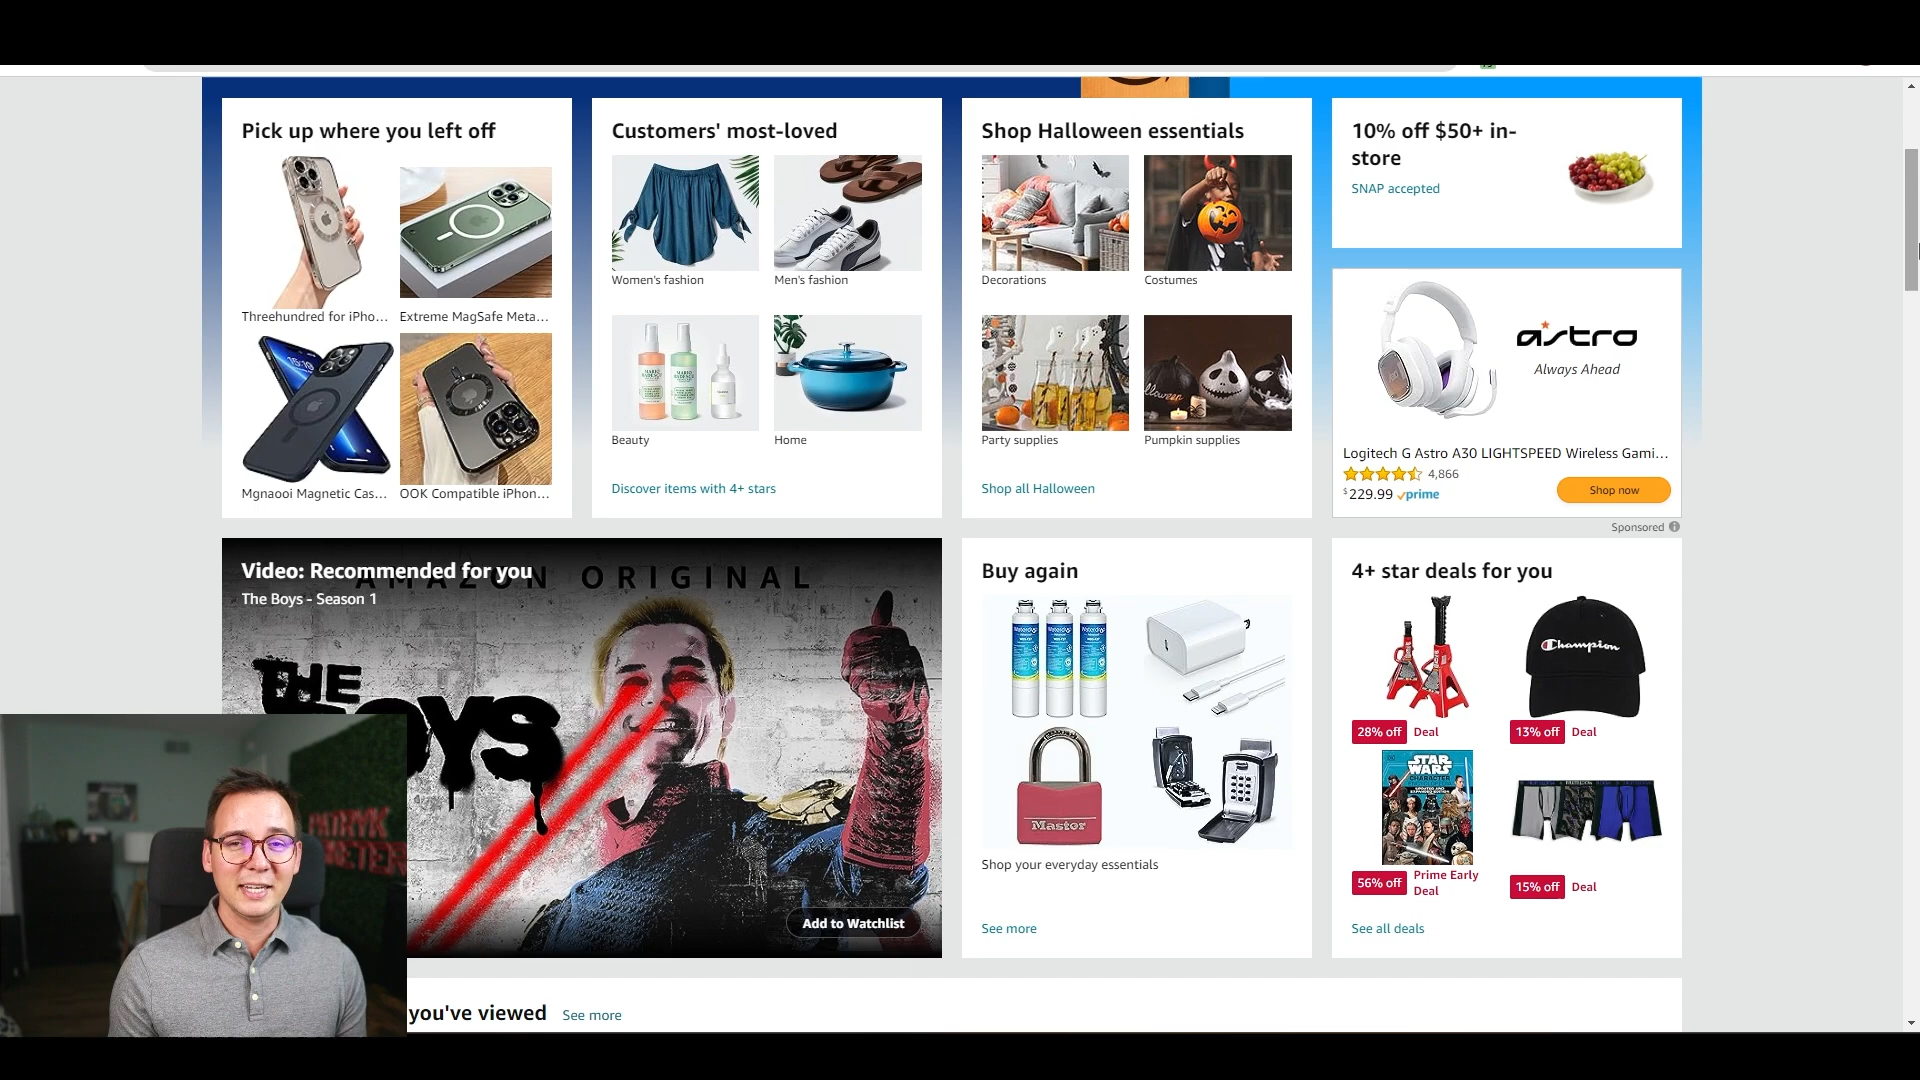 Pick up where you left off
Threehundred for iPho...
Extreme MagSafe Meta...
Mgnaooi Magnetic Cas...
OOK Compatible iPhon...
Customers' most-loved
Women's fashion
Men's fashion
Beauty
Home
Discover items with 4+ stars
Shop Halloween essentials
Decorations
Costumes
Party supplies
Pumpkin supplies
Shop all Halloween
10% off $50+ in-
store
SNAP accepted
astro
Always Ahead
Logitech G Astro A30 LIGHTSPEED Wireless Gami...
4,866
$229.99 prime
Shop now
Sponsored
Video: Recommended for you
AMAZON ORIGINAL
The Boys - Season 1
THE
BOYS
Add to Watchlist
Buy again
Master
Shop your everyday essentials
See more
4+ star deals for you
Champion
28% off Deal
13% off Deal
STAR
WARS
CHARACTER
56% off Prime Early
Deal
15% off Deal
See all deals
PATRYK
you've viewed See more